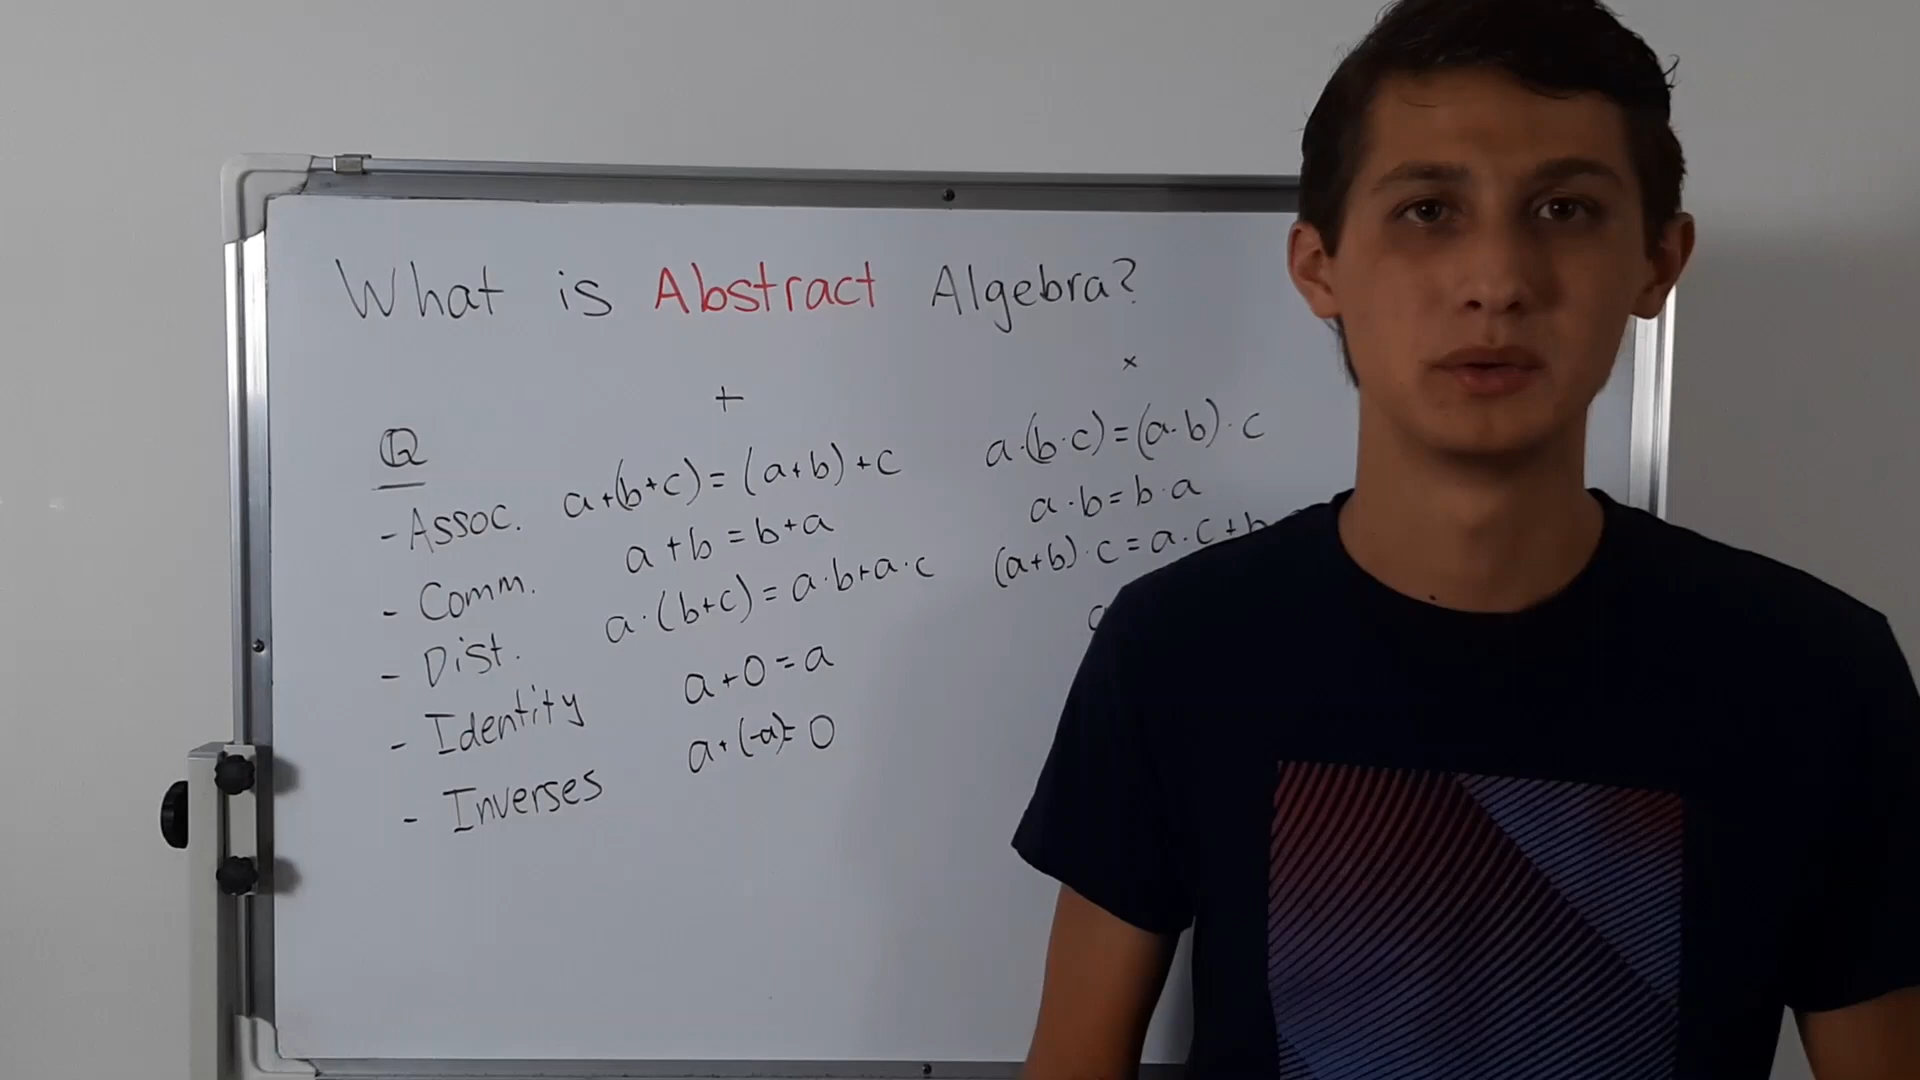 What is Abstract Algebra?
+ ×
ℚ
- Assoc. a+(b+c)=(a+b)+c a·(b·c)=(a·b)·c
- Comm. a+b=b+a a·b=b·a
- Dist. a·(b+c)=a·b+a·c (a+b)·c=a·c+b
- Identity a+0=a
- Inverses a+(-a)=0